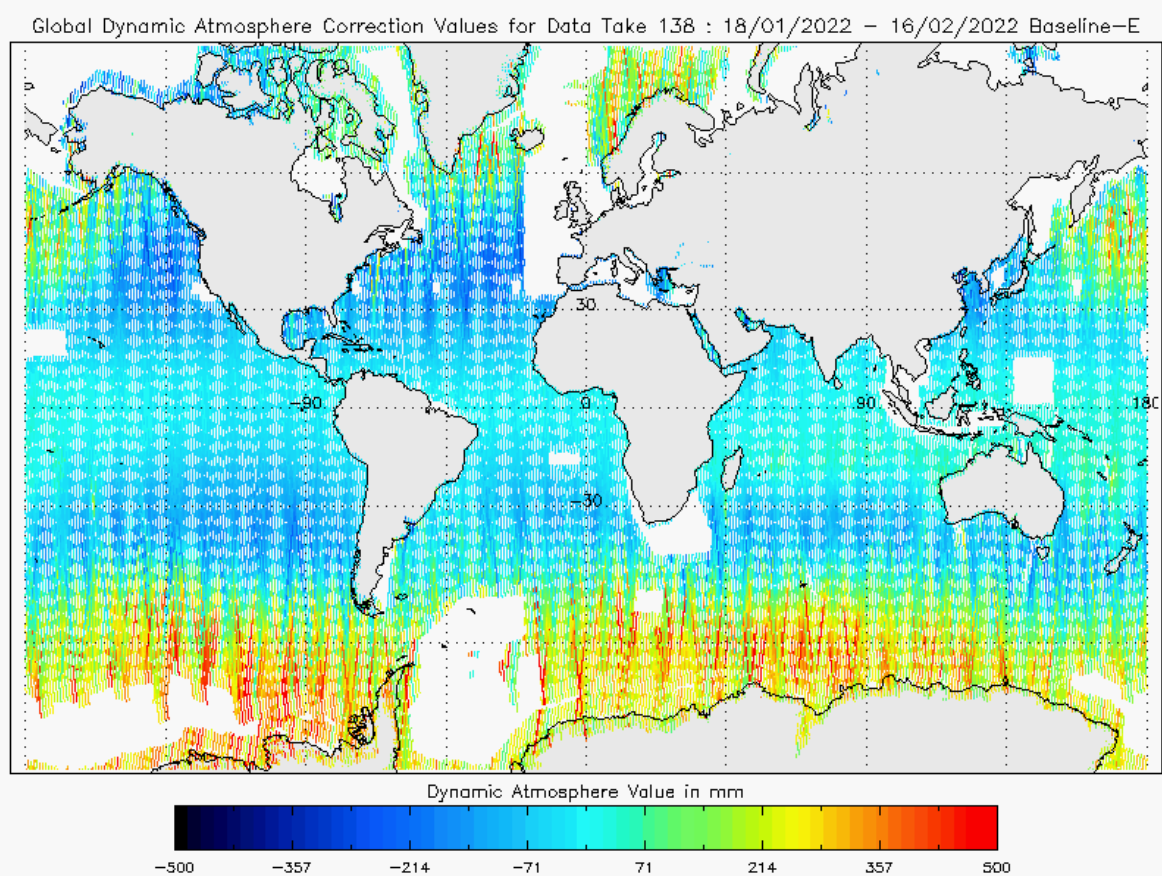 Global Dynamic Atmosphere Correction Values for Data Take 138 : 18/01/2022 – 16/02/2022 Baseline–E
30
−90 0 90 180
−30
Dynamic Atmosphere Value in mm
−500 −357 −214 −71 71 214 357 500